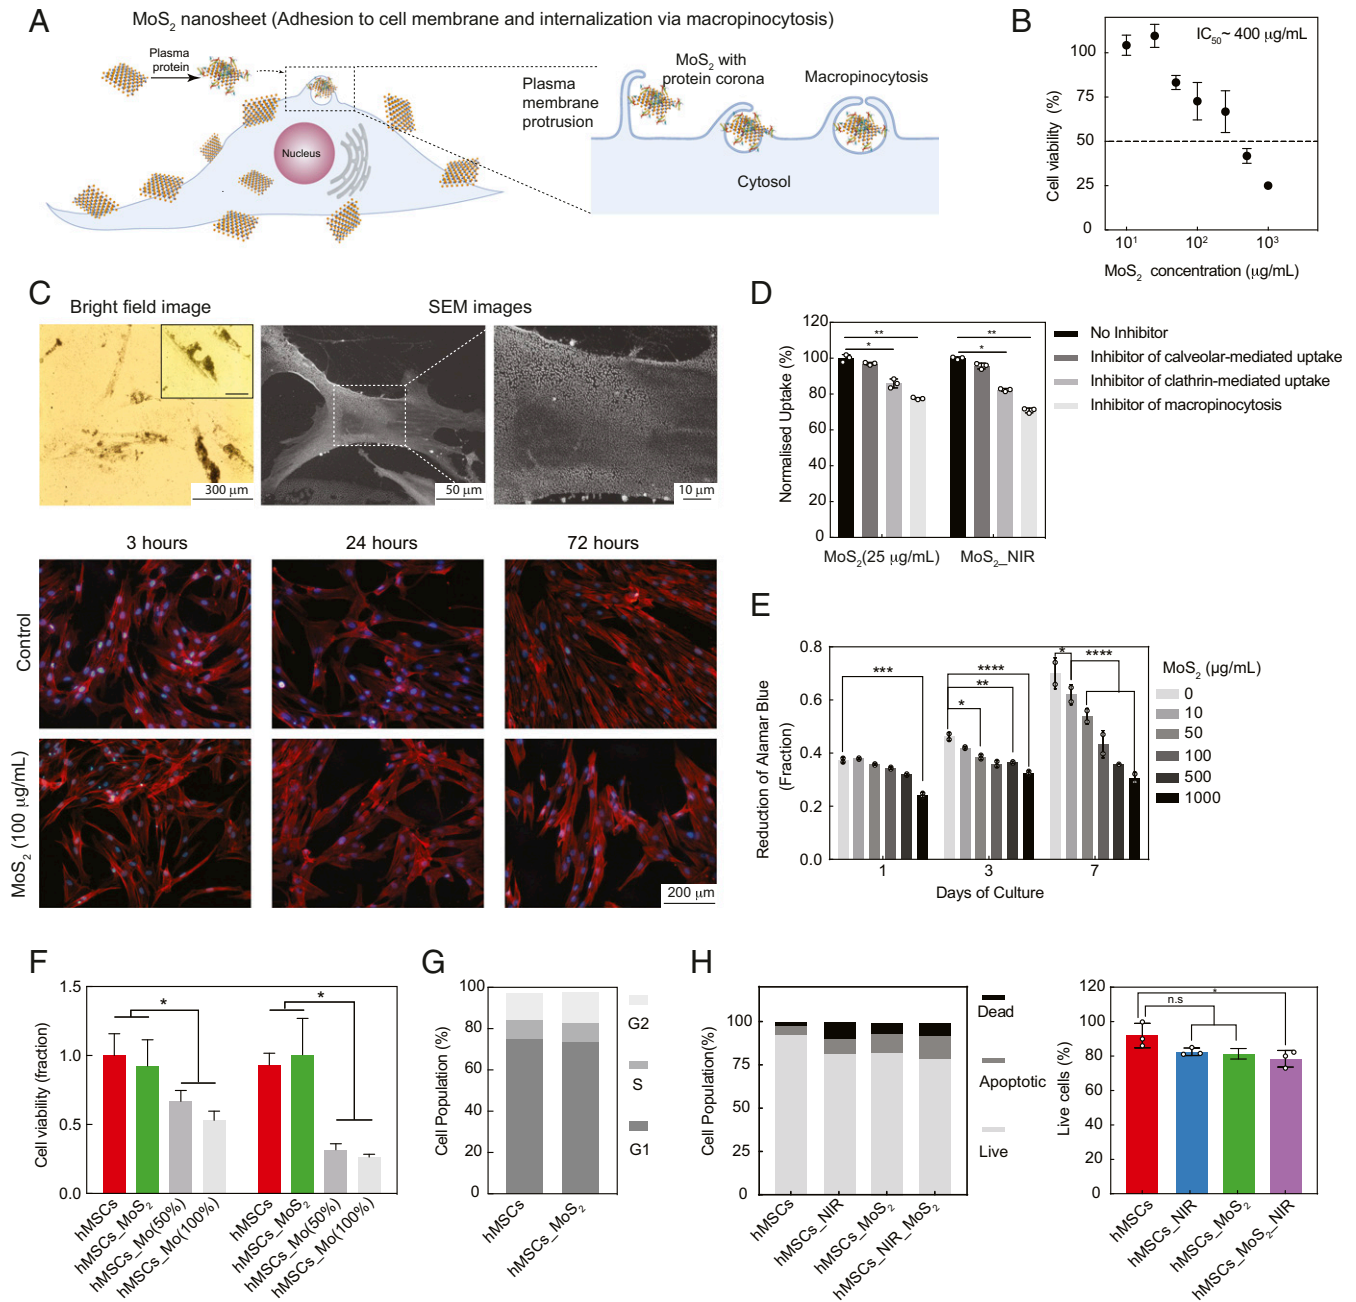 A
MoS2 nanosheet (Adhesion to cell membrane and internalization via macropinocytosis)
Plasma
protein
Nucleus
Plasma
membrane
protrusion
MoS2 with
protein corona
Macropinocytosis
Cytosol
B
IC50~ 400 μg/mL
Cell viability (%)
100
75
50
25
0
10¹
10²
10³
MoS2 concentration (μg/mL)
C
Bright field image
SEM images
300 μm
50 μm
10 μm
3 hours
24 hours
72 hours
Control
MoS2 (100 μg/mL)
200 μm
D
Normalised Uptake (%)
120
100
80
60
40
20
0
**
*
**
*
MoS2(25 μg/mL)
MoS2_NIR
No Inhibitor
Inhibitor of calveolar-mediated uptake
Inhibitor of clathrin-mediated uptake
Inhibitor of macropinocytosis
E
Reduction of Alamar Blue
(Fraction)
0.8
0.6
0.4
0.2
0.0
***
****
**
*
*
****
1
3
7
Days of Culture
MoS2 (μg/mL)
0
10
50
100
500
1000
F
Cell viability (fraction)
1.5
1.0
0.5
0.0
*
*
hMSCs
hMSCs_MoS2
hMSCs_Mo(50%)
hMSCs_Mo(100%)
hMSCs
hMSCs_MoS2
hMSCs_Mo(50%)
hMSCs_Mo(100%)
G
Cell Population (%)
100
80
60
40
20
0
hMSCs
hMSCs_MoS2
G2
S
G1
H
Cell Population(%)
100
75
50
25
0
hMSCs
hMSCs_NIR
hMSCs_MoS2
hMSCs_NIR_MoS2
Dead
Apoptotic
Live
Live cells (%)
120
100
80
60
40
20
0
*
n.s
hMSCs
hMSCs_NIR
hMSCs_MoS2
hMSCs_MoS2_NIR